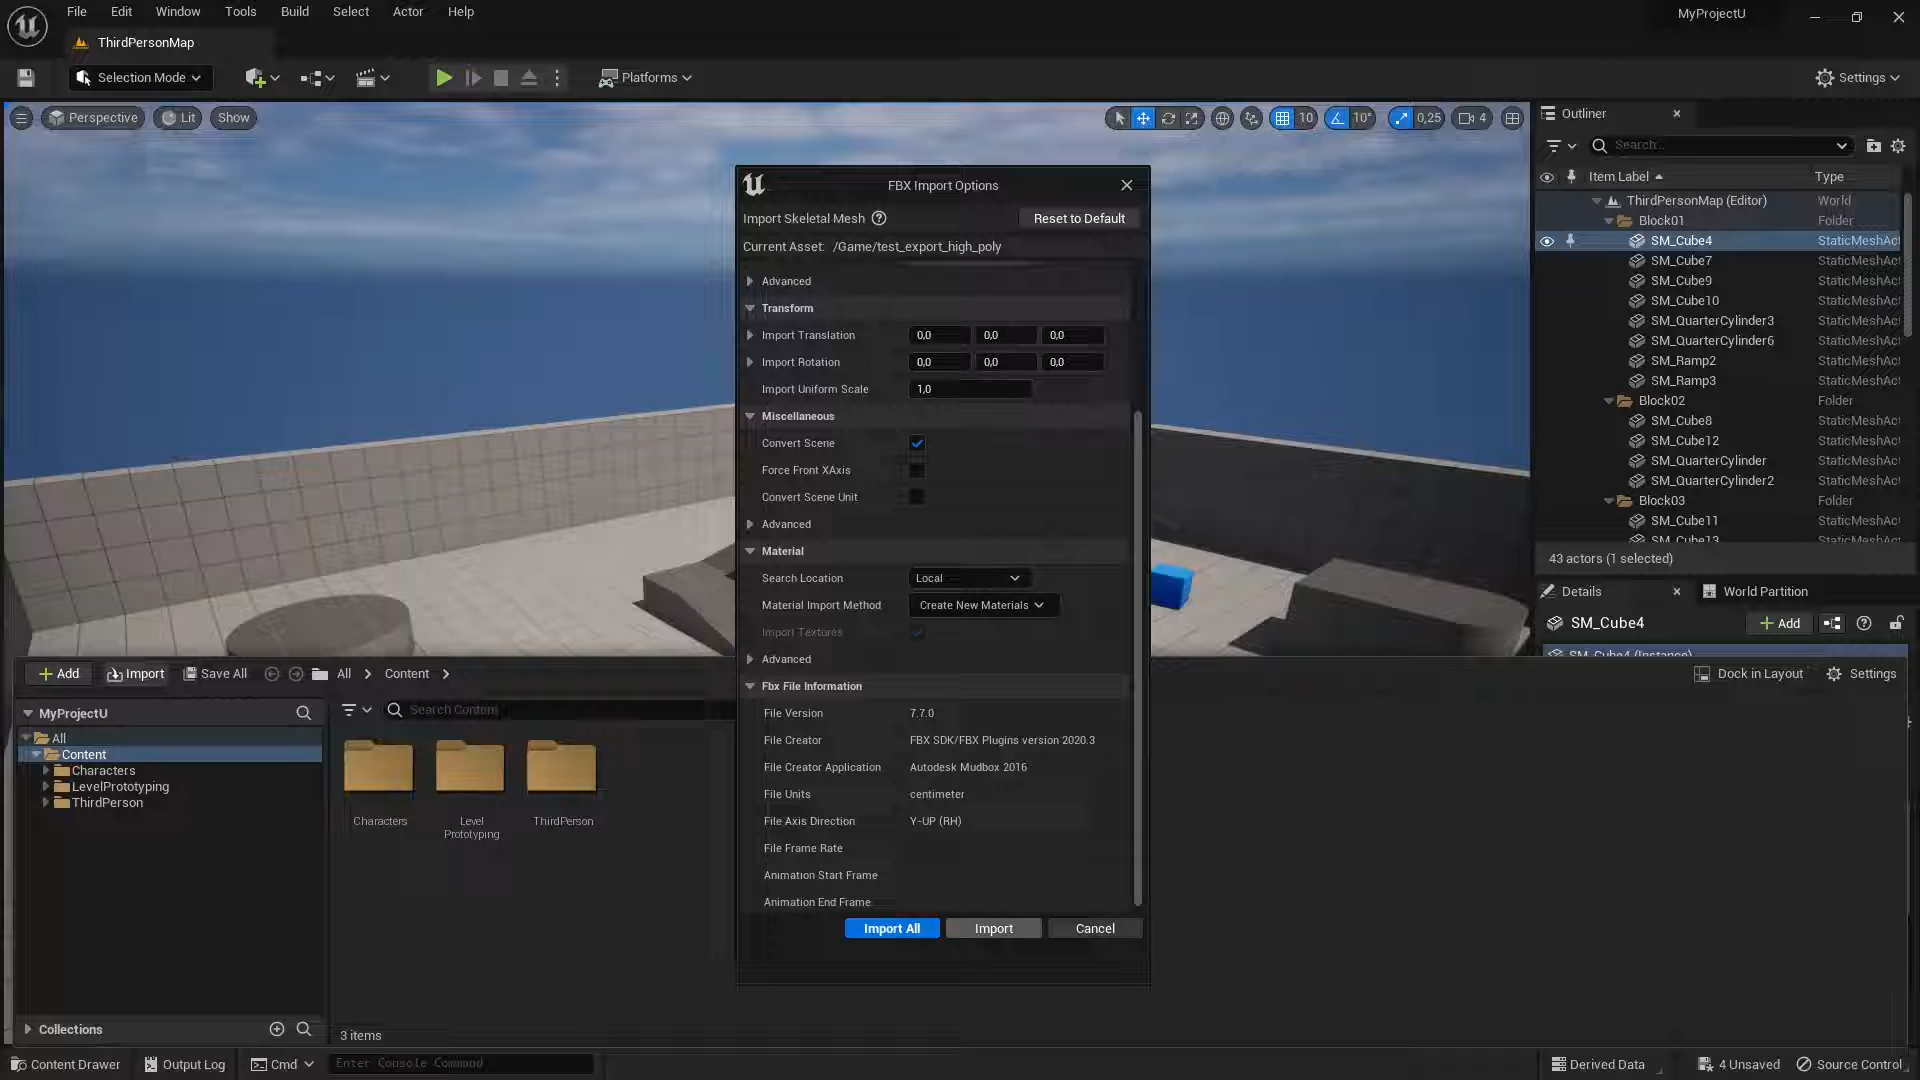 File Edit Window Tools Build Select Actor Help
MyProjectU
ThirdPersonMap
Selection Mode
Platforms
Settings
Perspective
Lit
Show
10
10°
0,25
4
Outliner
Search...
Item Label
Type
ThirdPersonMap (Editor) World
Block01 Folder
SM_Cube4 StaticMeshAct
SM_Cube7 StaticMeshAct
SM_Cube9 StaticMeshAct
SM_Cube10 StaticMeshAct
SM_QuarterCylinder3 StaticMeshAct
SM_QuarterCylinder6 StaticMeshAct
SM_Ramp2 StaticMeshAct
SM_Ramp3 StaticMeshAct
Block02 Folder
SM_Cube8 StaticMeshAct
SM_Cube12 StaticMeshAct
SM_QuarterCylinder StaticMeshAct
SM_QuarterCylinder2 StaticMeshAct
Block03 Folder
SM_Cube11 StaticMeshAct
SM_Cube13 StaticMeshAct
43 actors (1 selected)
Details
World Partition
SM_Cube4
Add
SM_Cube4 (Instance)
FBX Import Options
Import Skeletal Mesh
Reset to Default
Current Asset: /Game/test_export_high_poly
Advanced
Transform
Import Translation 0,0 0,0 0,0
Import Rotation 0,0 0,0 0,0
Import Uniform Scale 1,0
Miscellaneous
Convert Scene
Force Front XAxis
Convert Scene Unit
Advanced
Material
Search Location Local
Material Import Method Create New Materials
Import Textures
Advanced
Fbx File Information
File Version 7.7.0
File Creator FBX SDK/FBX Plugins version 2020.3
File Creator Application Autodesk Mudbox 2016
File Units centimeter
File Axis Direction Y-UP (RH)
File Frame Rate
Animation Start Frame
Animation End Frame
Import All
Import
Cancel
Add
Import
Save All
All
Content
Dock in Layout
Settings
MyProjectU
Search Content
All
Content
Characters
LevelPrototyping
ThirdPerson
Characters
Level
Prototyping
ThirdPerson
Collections
3 items
Content Drawer
Output Log
Cmd
Enter Console Command
Derived Data
4 Unsaved
Source Control